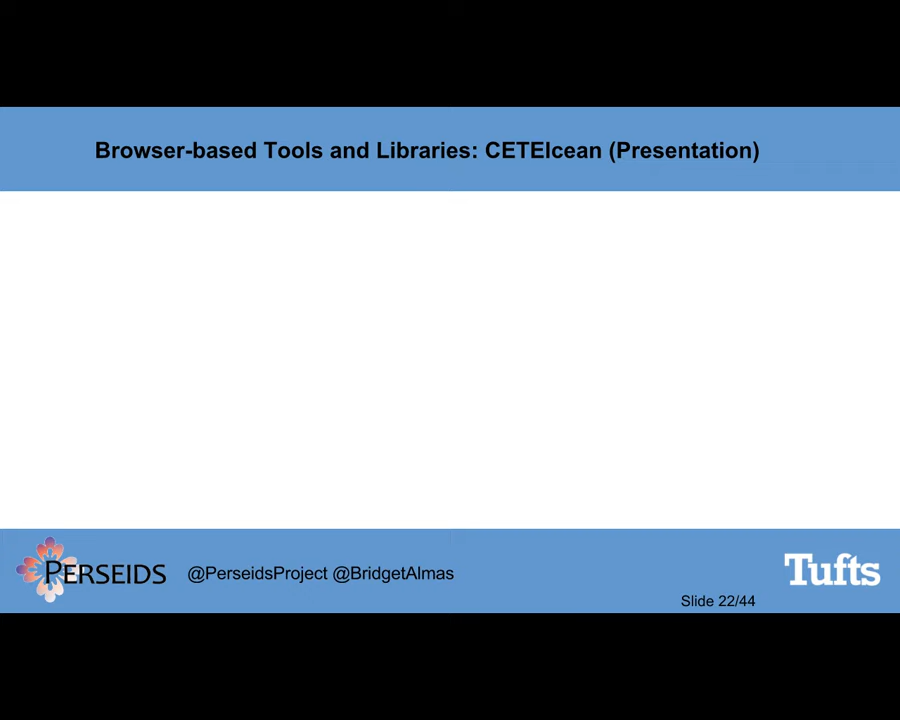 Browser-based Tools and Libraries: CETEIcean (Presentation)
PERSEIDS
@PerseidsProject @BridgetAlmas
Tufts
Slide 22/44